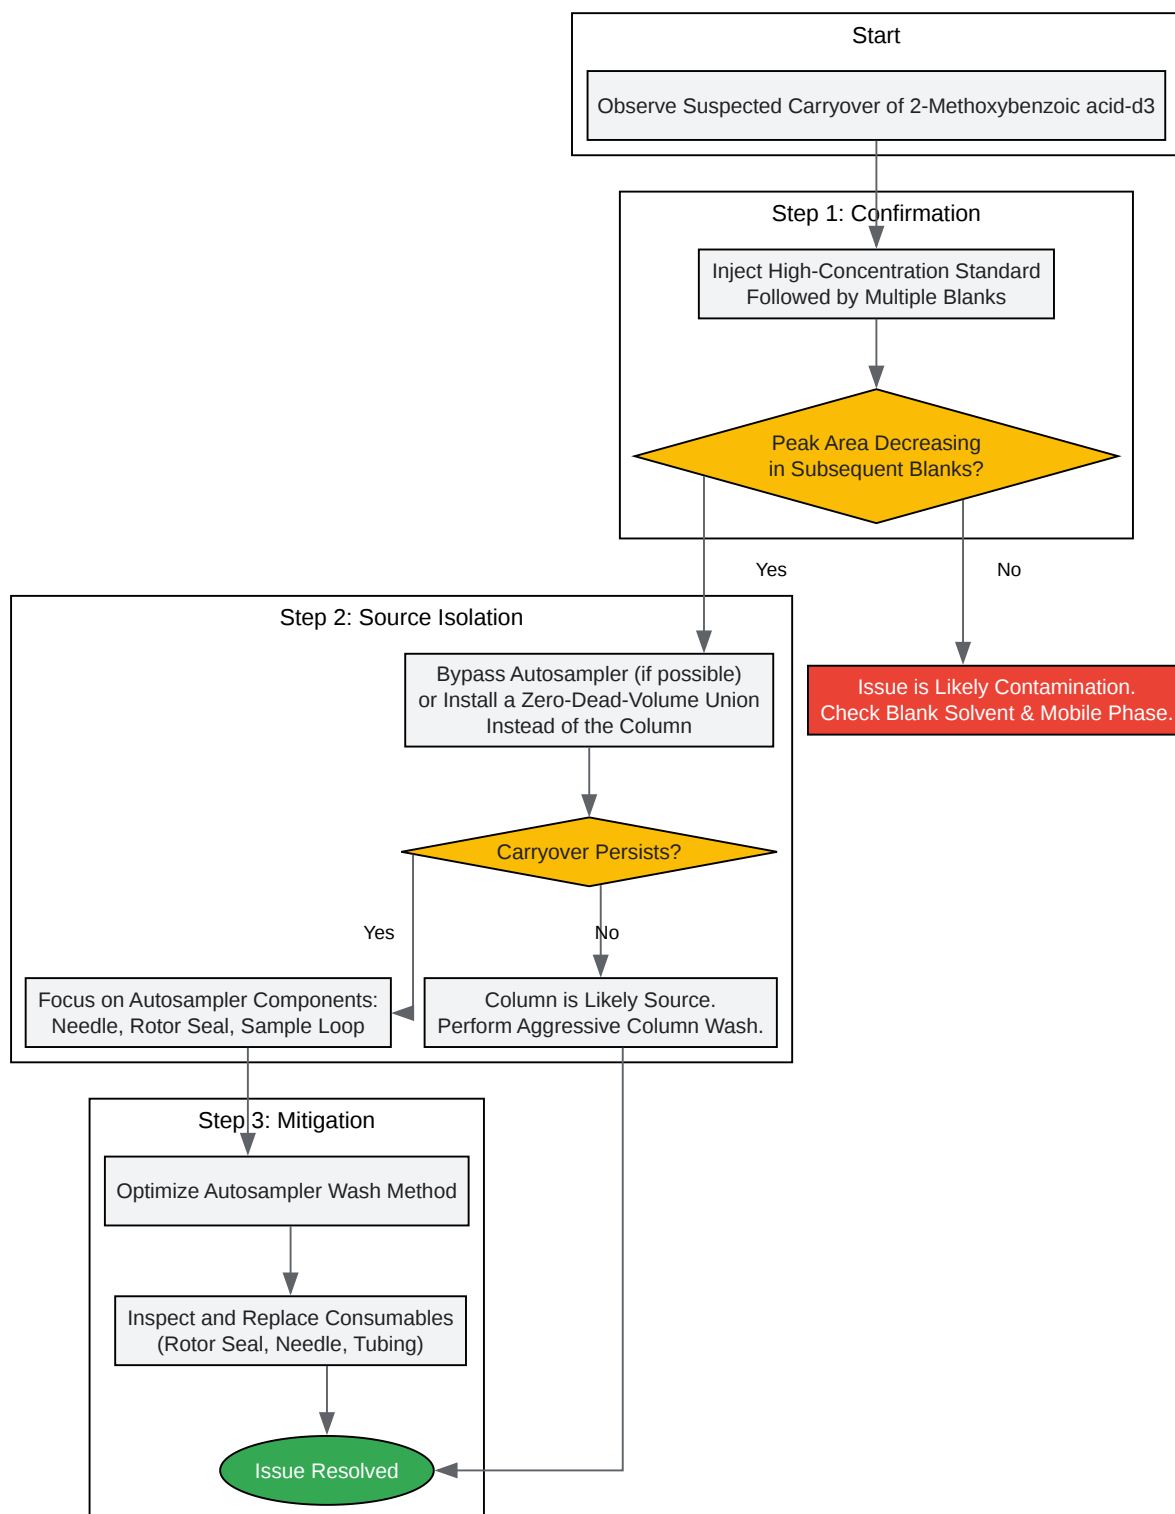 Start
Observe Suspected Carryover of 2-Methoxybenzoic acid-d3
Step 1: Confirmation
Inject High-Concentration Standard
Followed by Multiple Blanks
Peak Area Decreasing
in Subsequent Blanks?
Yes
No
Step 2: Source Isolation
Bypass Autosampler (if possible)
or Install a Zero-Dead-Volume Union
Instead of the Column
Issue is Likely Contamination.
Check Blank Solvent & Mobile Phase.
Carryover Persists?
Yes
No
Focus on Autosampler Components:
Needle, Rotor Seal, Sample Loop
Column is Likely Source.
Perform Aggressive Column Wash.
Step 3: Mitigation
Optimize Autosampler Wash Method
Inspect and Replace Consumables
(Rotor Seal, Needle, Tubing)
Issue Resolved